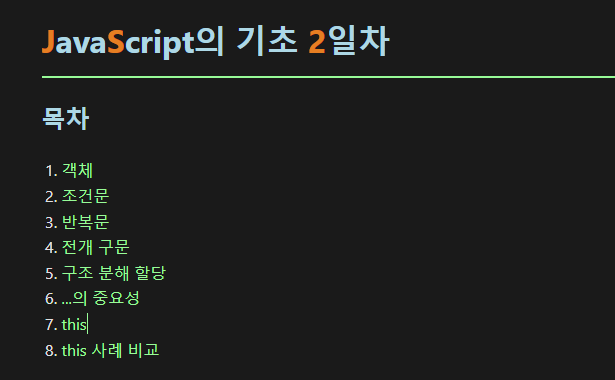 JavaScript의 기초 2일차
목차
1. 객체
2. 조건문
3. 반복문
4. 전개 구문
5. 구조 분해 할당
6. ...의 중요성
7. this
8. this 사례 비교